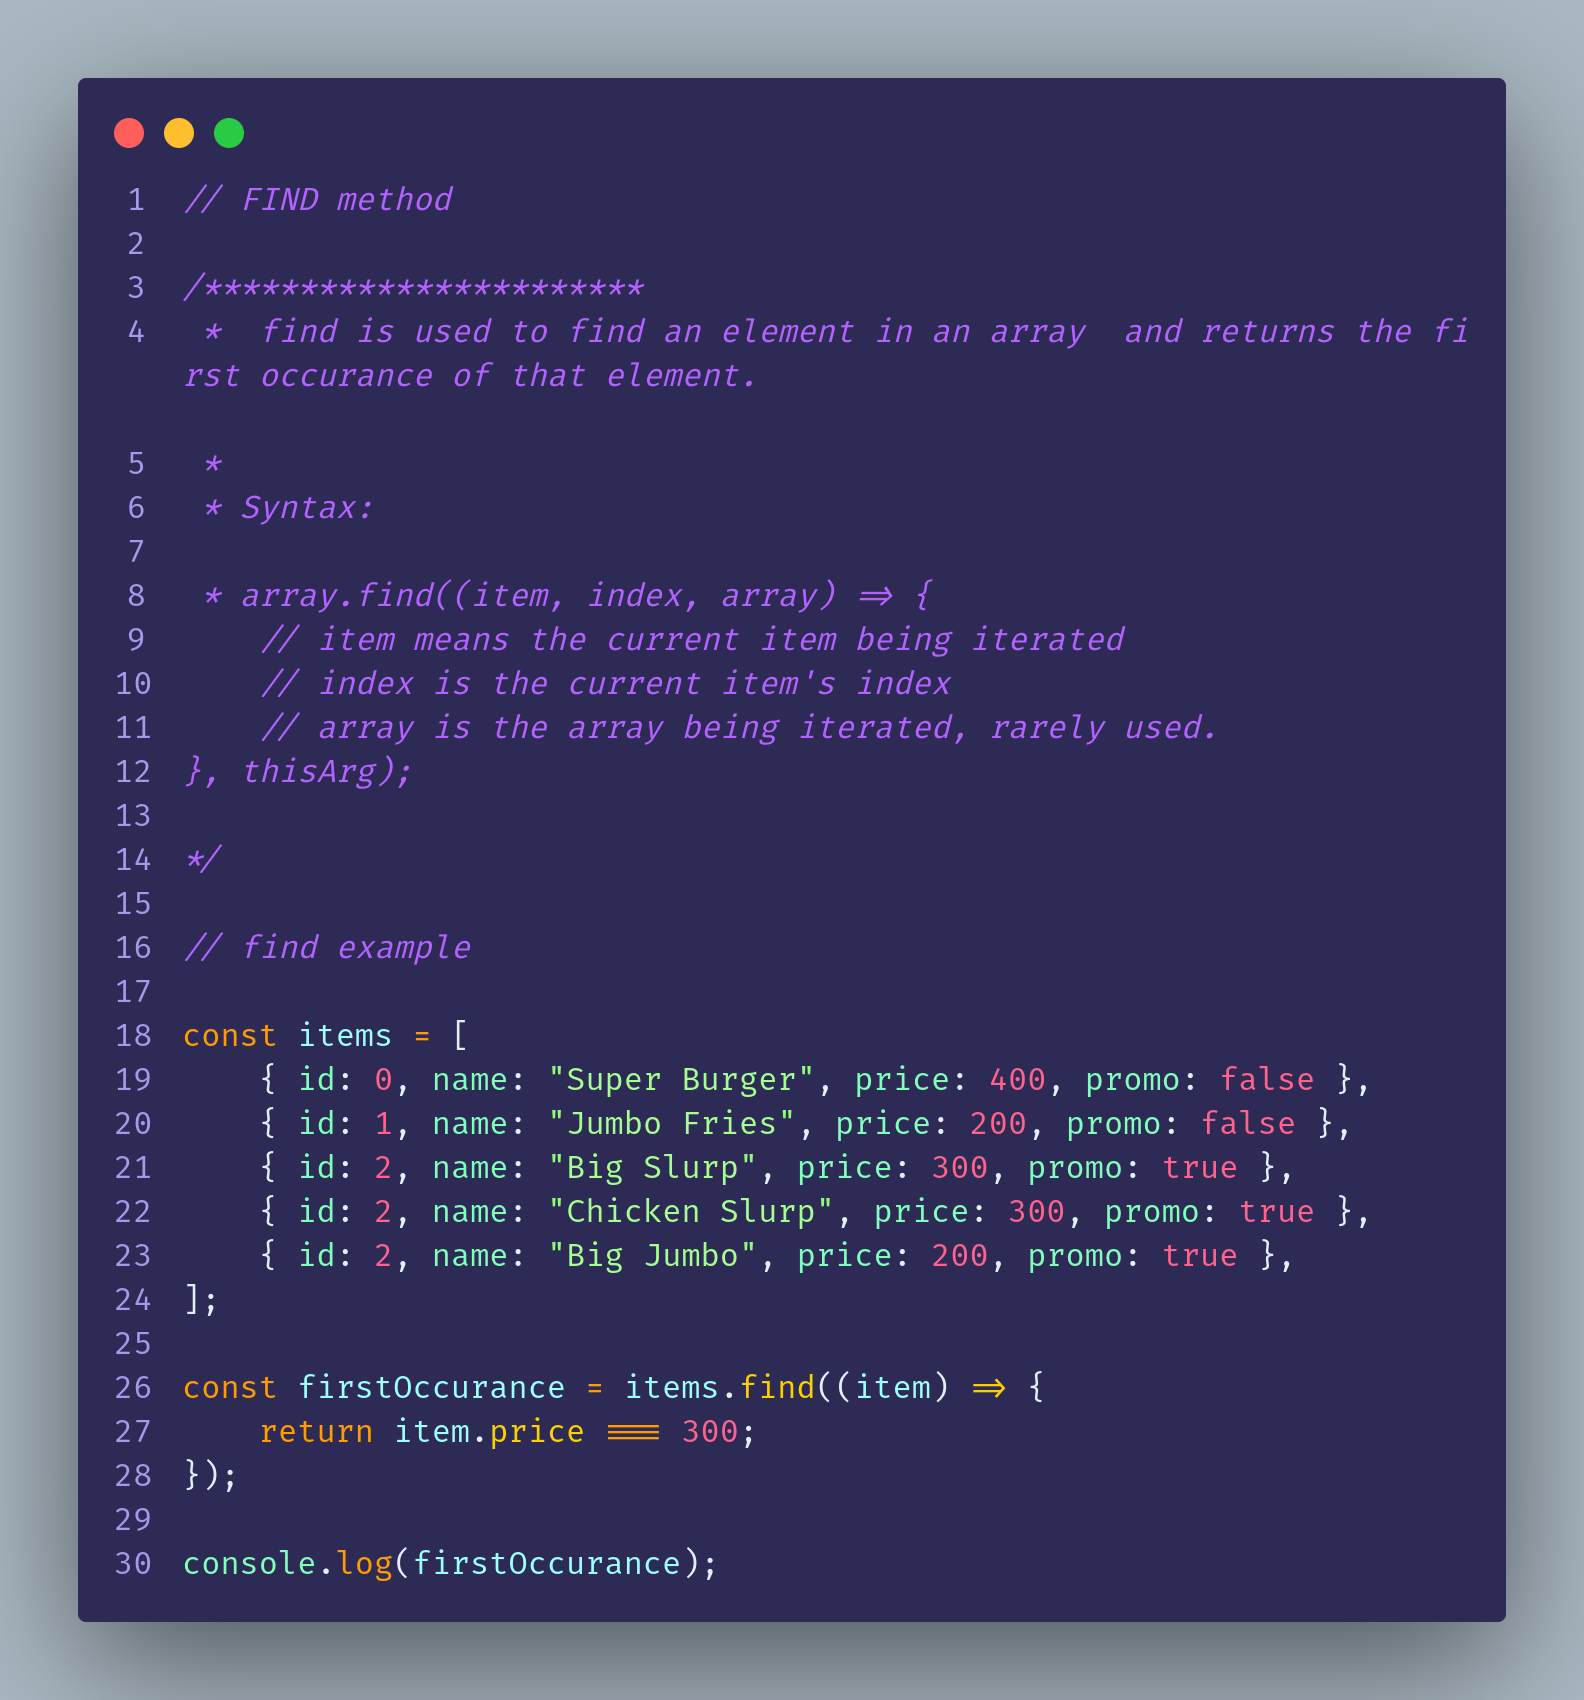 1 // FIND method
2
3 /***********************
4  *  find is used to find an element in an array  and returns the fi
rst occurance of that element.
5  *
6  * Syntax:
7
8  * array.find((item, index, array) => {
9     // item means the current item being iterated
10     // index is the current item's index
11     // array is the array being iterated, rarely used.
12 }, thisArg);
13
14 */
15
16 // find example
17
18 const items = [
19     { id: 0, name: "Super Burger", price: 400, promo: false },
20     { id: 1, name: "Jumbo Fries", price: 200, promo: false },
21     { id: 2, name: "Big Slurp", price: 300, promo: true },
22     { id: 2, name: "Chicken Slurp", price: 300, promo: true },
23     { id: 2, name: "Big Jumbo", price: 200, promo: true },
24 ];
25
26 const firstOccurance = items.find((item) => {
27     return item.price === 300;
28 });
29
30 console.log(firstOccurance);